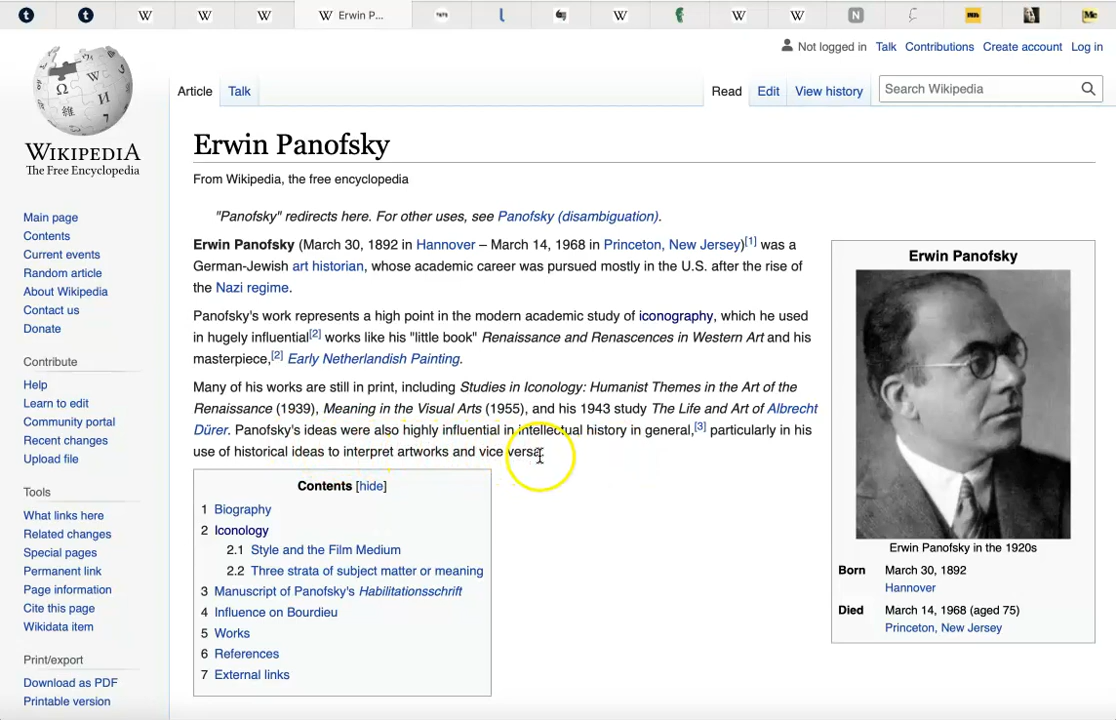 Erwin P...
Not logged in Talk Contributions Create account Log in
Article Talk Read Edit View history Search Wikipedia
WIKIPEDIA
The Free Encyclopedia
Main page
Contents
Current events
Random article
About Wikipedia
Contact us
Donate
Contribute
Help
Learn to edit
Community portal
Recent changes
Upload file
Tools
What links here
Related changes
Special pages
Permanent link
Page information
Cite this page
Wikidata item
Print/export
Download as PDF
Printable version
Erwin Panofsky
From Wikipedia, the free encyclopedia
"Panofsky" redirects here. For other uses, see Panofsky (disambiguation).
Erwin Panofsky (March 30, 1892 in Hannover – March 14, 1968 in Princeton, New Jersey)[1] was a
German-Jewish art historian, whose academic career was pursued mostly in the U.S. after the rise of
the Nazi regime.
Panofsky's work represents a high point in the modern academic study of iconography, which he used
in hugely influential[2] works like his "little book" Renaissance and Renascences in Western Art and his
masterpiece,[2] Early Netherlandish Painting.
Many of his works are still in print, including Studies in Iconology: Humanist Themes in the Art of the
Renaissance (1939), Meaning in the Visual Arts (1955), and his 1943 study The Life and Art of Albrecht
Dürer. Panofsky's ideas were also highly influential in intellectual history in general,[3] particularly in his
use of historical ideas to interpret artworks and vice versa.
Contents [hide]
1 Biography
2 Iconology
2.1 Style and the Film Medium
2.2 Three strata of subject matter or meaning
3 Manuscript of Panofsky's Habilitationsschrift
4 Influence on Bourdieu
5 Works
6 References
7 External links
Erwin Panofsky
Erwin Panofsky in the 1920s
Born March 30, 1892
Hannover
Died March 14, 1968 (aged 75)
Princeton, New Jersey